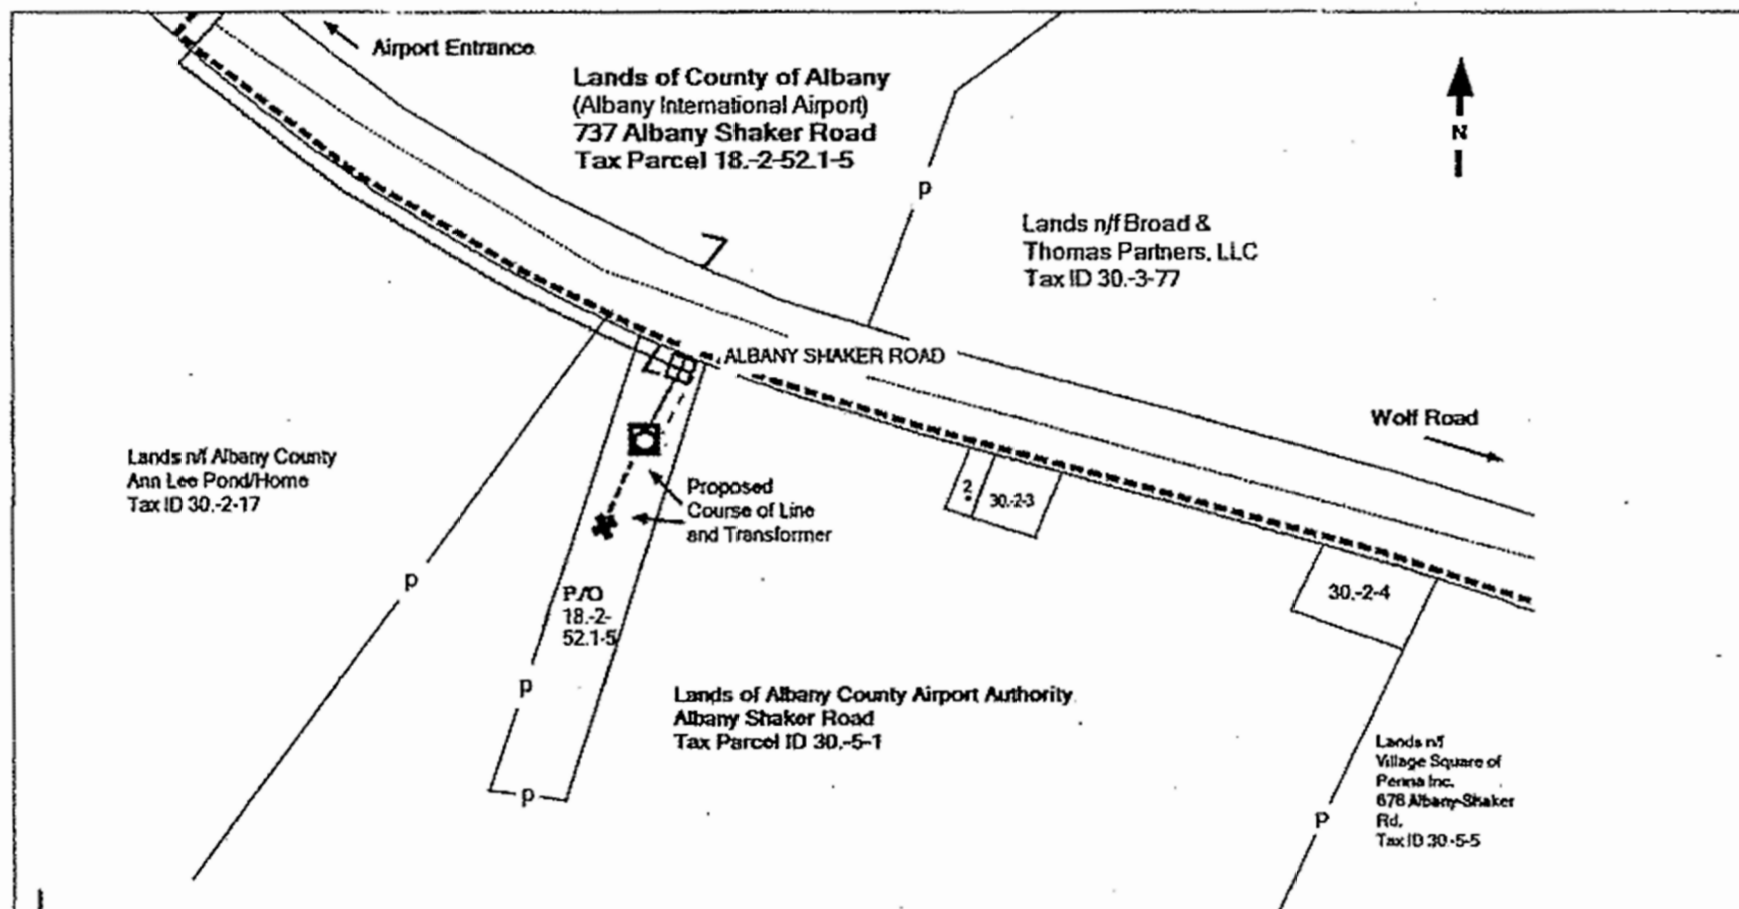 Airport Entrance
Lands of County of Albany
(Albany International Airport)
737 Albany Shaker Road
Tax Parcel 18.-2-52.1-5
N
p
Lands n/f Broad &
Thomas Partners, LLC
Tax ID 30.-3-77
ALBANY SHAKER ROAD
Wolf Road
Lands n/f Albany County
Ann Lee Pond/Home
Tax ID 30.-2-17
Proposed
Course of Line
and Transformer
2
30.-2-3
p
P/O
18.-2-
52.1-5
30.-2-4
p
p
Lands of Albany County Airport Authority
Albany Shaker Road
Tax Parcel ID 30.-5-1
Lands n/f
Village Square of
Penna Inc.
678 Albany-Shaker
Rd.
Tax ID 30.-5-5
p